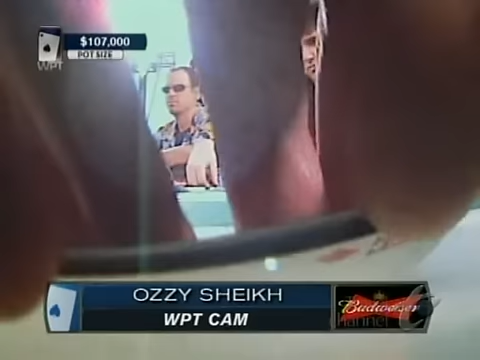 $107,000
POT SIZE
WPT
OZZY SHEIKH
WPT CAM
Budweiser